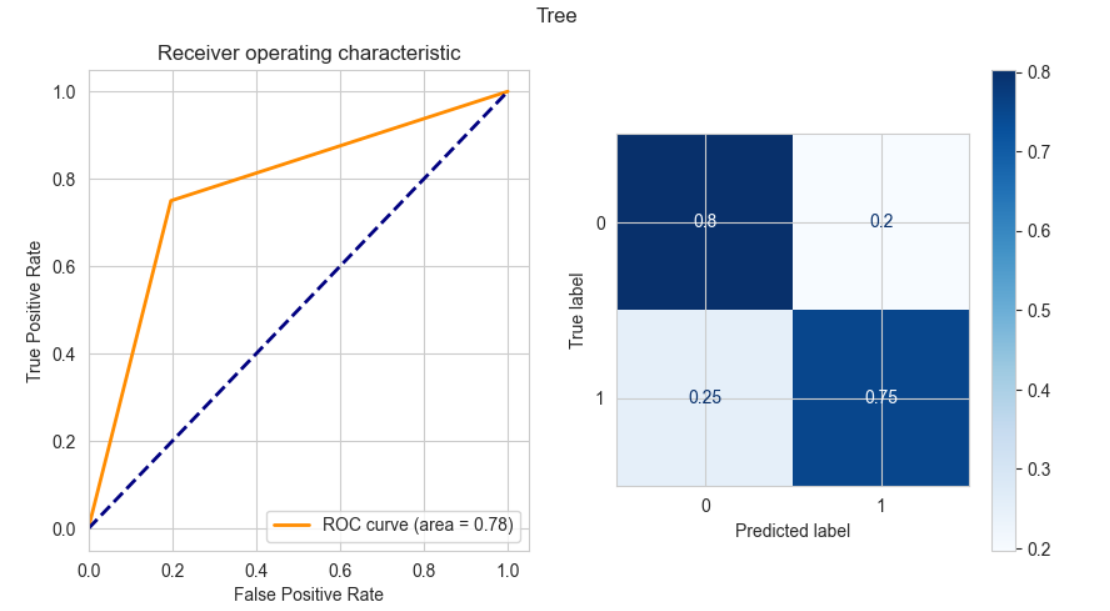 Tree
Receiver operating characteristic
1.0
0.8
0.6
0.4
0.2
0.0
True Positive Rate
ROC curve (area = 0.78)
0.0 0.2 0.4 0.6 0.8 1.0
False Positive Rate
True label
0
0.8 0.2
1
0.25 0.75
0 1
Predicted label
0.8
0.7
0.6
0.5
0.4
0.3
0.2